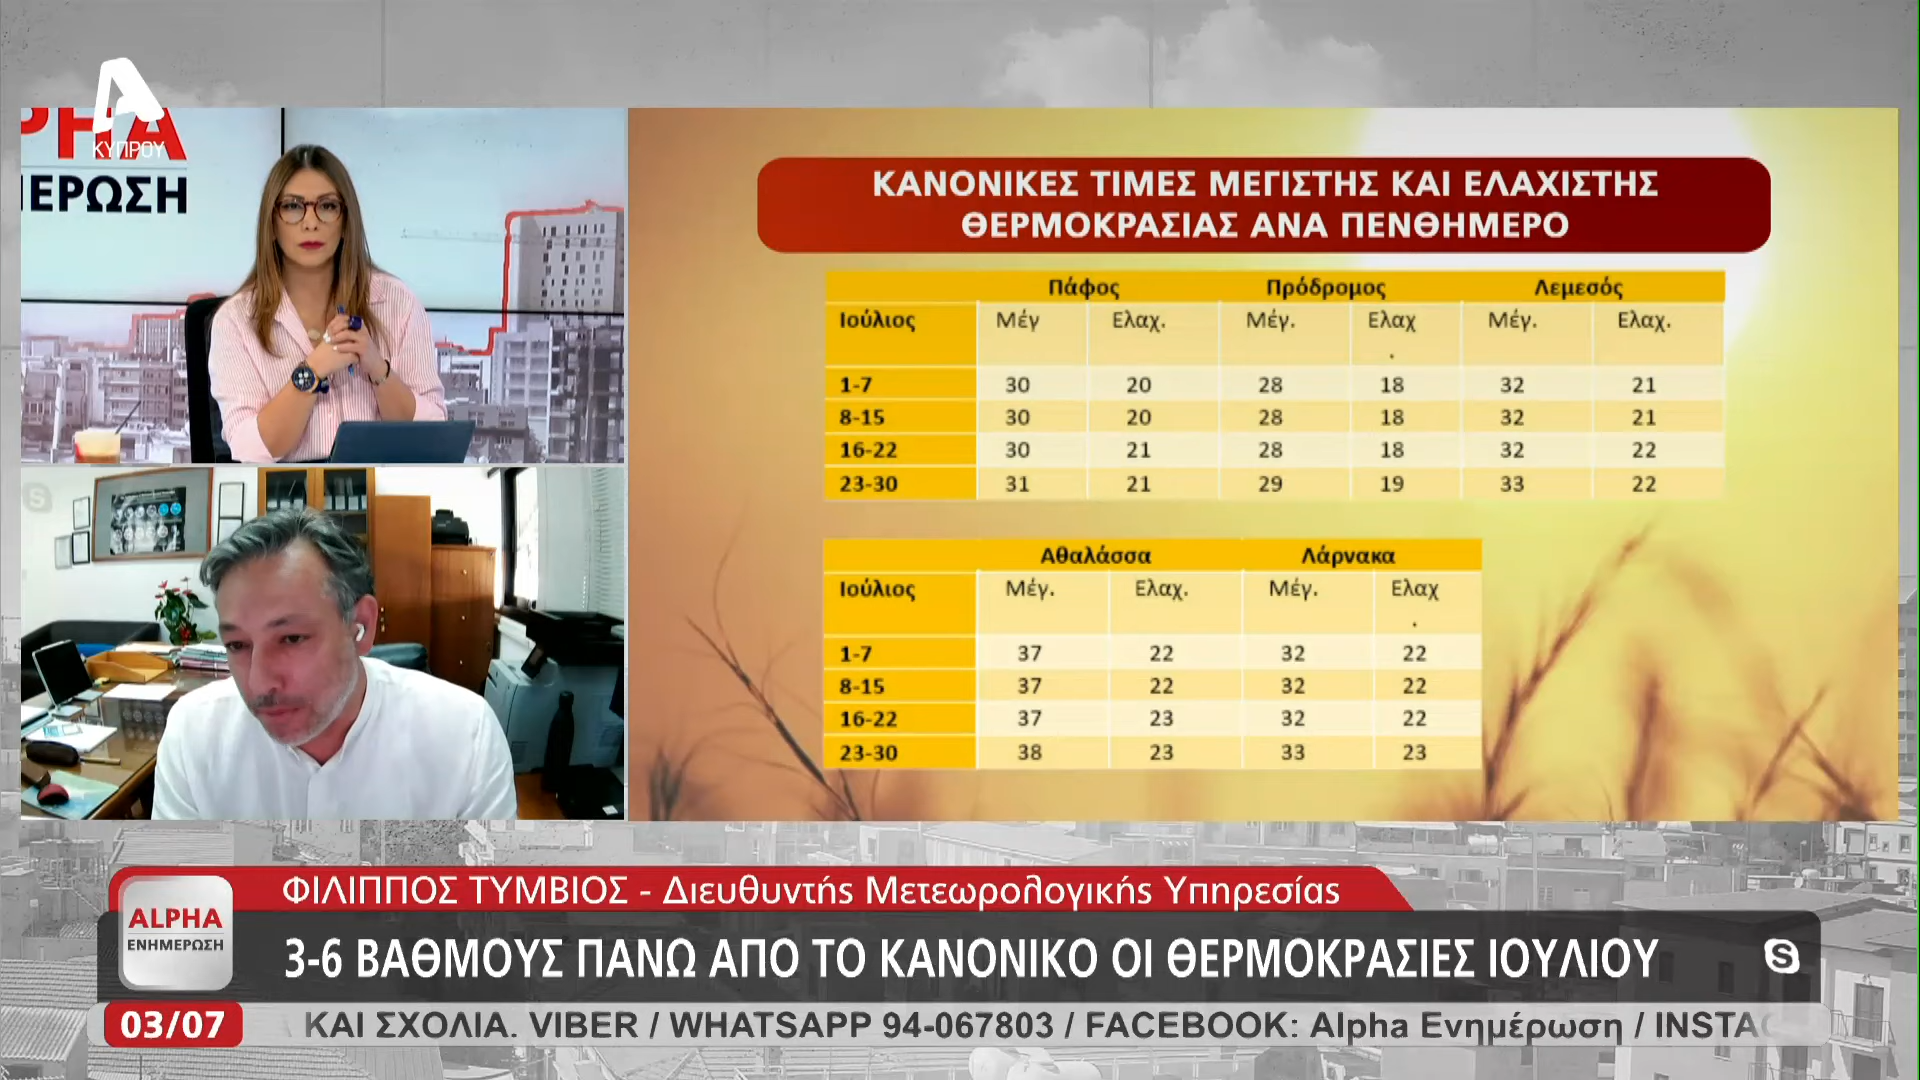 ΚΥΠΡΟΥ
ΡΗΑ
ΜΕΡΩΣΗ
ΚΑΝΟΝΙΚΕΣ ΤΙΜΕΣ ΜΕΓΙΣΤΗΣ ΚΑΙ ΕΛΑΧΙΣΤΗΣ
ΘΕΡΜΟΚΡΑΣΙΑΣ ΑΝΑ ΠΕΝΘΗΜΕΡΟ
Πάφος Πρόδρομος Λεμεσός
Ιούλιος Μέγ Ελαχ. Μέγ. Ελαχ. Μέγ. Ελαχ.
1-7 30 20 28 18 32 21
8-15 30 20 28 18 32 21
16-22 30 21 28 18 32 22
23-30 31 21 29 19 33 22
Αθαλάσσα Λάρνακα
Ιούλιος Μέγ. Ελαχ. Μέγ. Ελαχ.
1-7 37 22 32 22
8-15 37 22 32 22
16-22 37 23 32 22
23-30 38 23 33 23
ΦΙΛΙΠΠΟΣ ΤΥΜΒΙΟΣ - Διευθυντής Μετεωρολογικής Υπηρεσίας
ALPHA
ΕΝΗΜΕΡΩΣΗ
3-6 ΒΑΘΜΟΥΣ ΠΑΝΩ ΑΠΟ ΤΟ ΚΑΝΟΝΙΚΟ ΟΙ ΘΕΡΜΟΚΡΑΣΙΕΣ ΙΟΥΛΙΟΥ
03/07 Α ΚΑΙ ΣΧΟΛΙΑ. VIBER / WHATSAPP 94-067803 / FACEBOOK: Alpha Ενημέρωση / INSTAG